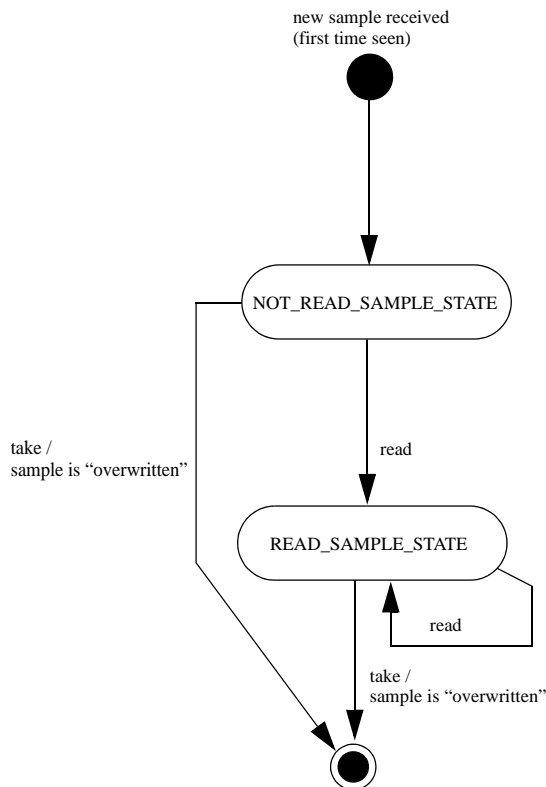 new sample received
(first time seen)
NOT_READ_SAMPLE_STATE
read
take /
sample is “overwritten”
READ_SAMPLE_STATE
read
take /
sample is “overwritten”